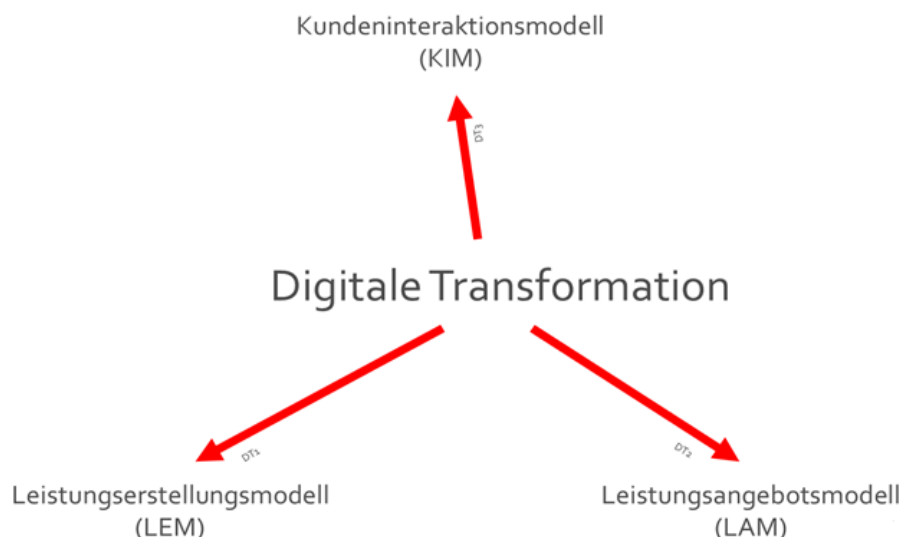 Kundeninteraktionsmodell
(KIM)
DT3
Digitale Transformation
DT1
DT2
Leistungserstellungsmodell
(LEM)
Leistungsangebotsmodell
(LAM)